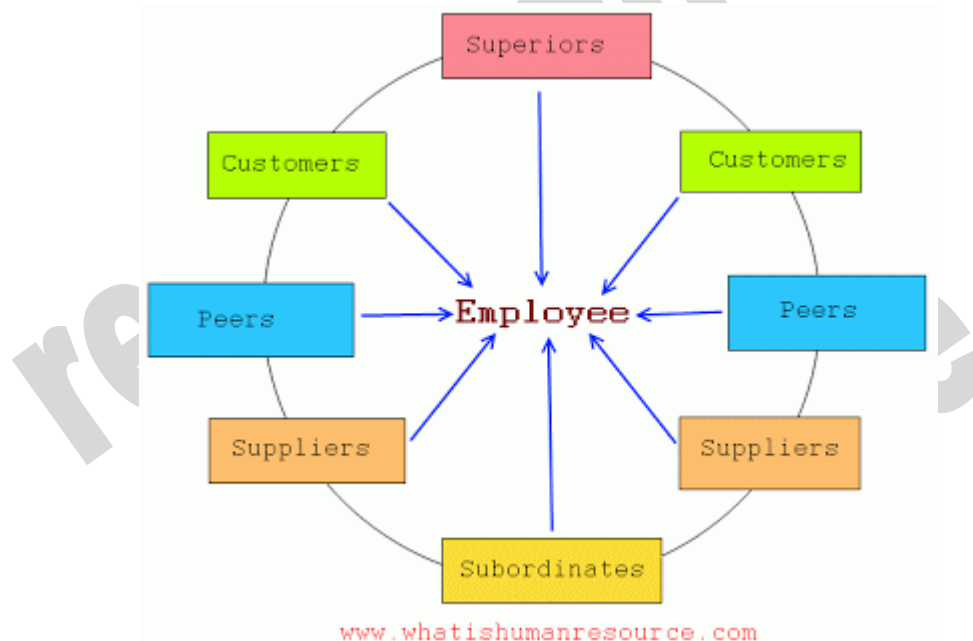 Superiors
Customers
Customers
Peers
Employee
Peers
Suppliers
Suppliers
Subordinates
www.whatishumanresource.com